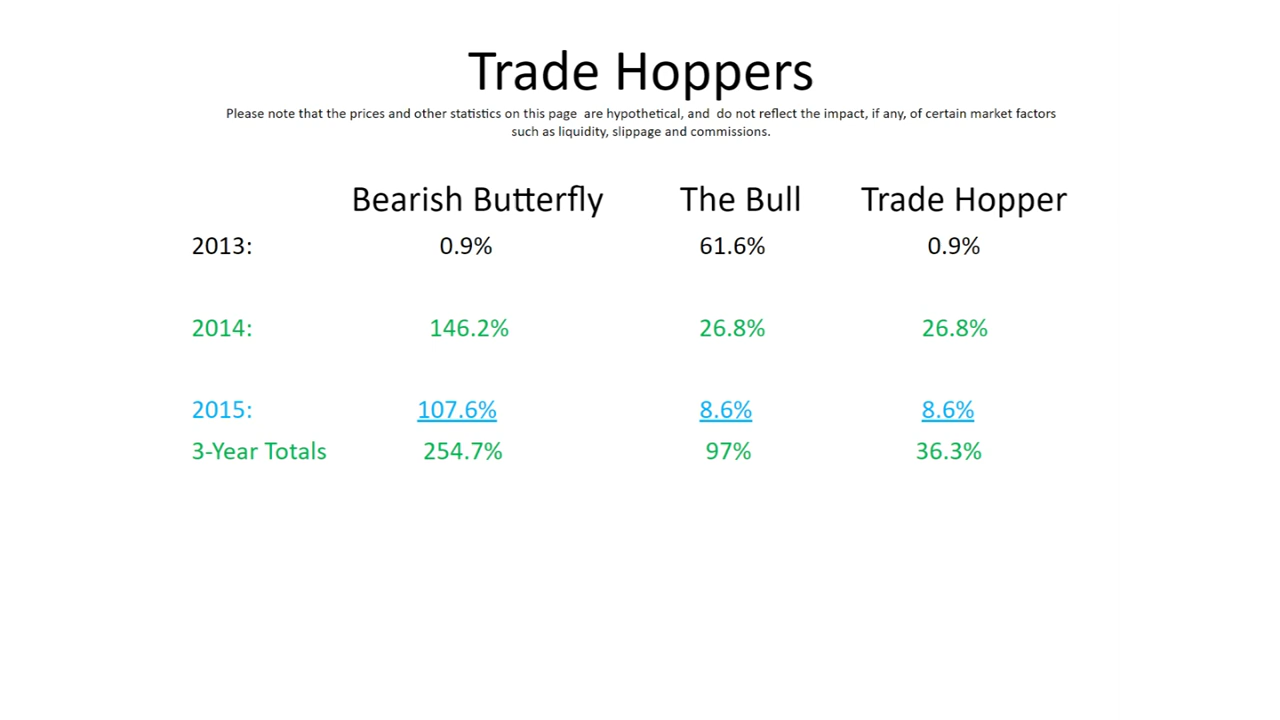 Trade Hoppers
Please note that the prices and other statistics on this page are hypothetical, and do not reflect the impact, if any, of certain market factors
such as liquidity, slippage and commissions.
Bearish Butterfly The Bull Trade Hopper
2013: 0.9% 61.6% 0.9%
2014: 146.2% 26.8% 26.8%
2015: 107.6% 8.6% 8.6%
3-Year Totals 254.7% 97% 36.3%